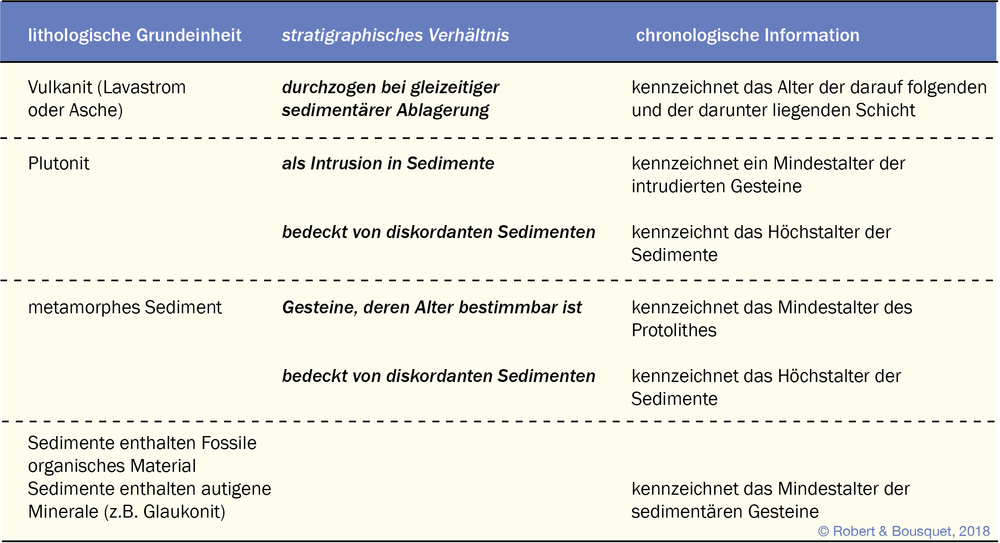 lithologische Grundeinheit stratigraphisches Verhältnis chronologische Information
Vulkanit (Lavastrom durchzogen bei gleizeitiger kennzeichnet das Alter der darauf folgenden
oder Asche) sedimentärer Ablagerung und der darunter liegenden Schicht
Plutonit als Intrusion in Sedimente kennzeichnet ein Mindestalter der
intrudierten Gesteine
bedeckt von diskordanten Sedimenten kennzeichnt das Höchstalter der
Sedimente
metamorphes Sediment Gesteine, deren Alter bestimmbar ist kennzeichnet das Mindestalter des
Protolithes
bedeckt von diskordanten Sedimenten kennzeichnet das Höchstalter der
Sedimente
Sedimente enthalten Fossile
organisches Material
Sedimente enthalten autigene kennzeichnet das Mindestalter der
Minerale (z.B. Glaukonit) sedimentären Gesteine
© Robert & Bousquet, 2018